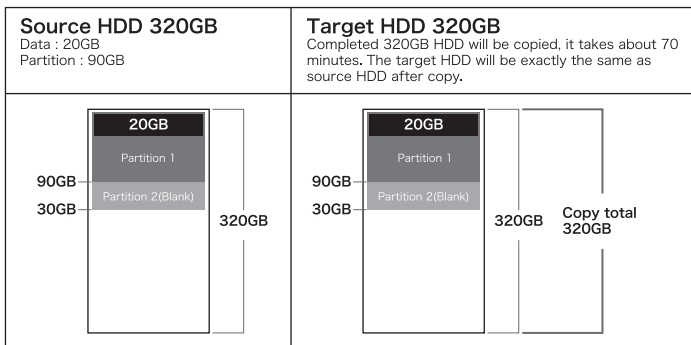 Source HDD 320GB
Data : 20GB
Partition : 90GB
Target HDD 320GB
Completed 320GB HDD will be copied, it takes about 70
minutes. The target HDD will be exactly the same as
source HDD after copy.
20GB
Partition 1
90GB
Partition 2(Blank)
30GB
320GB
20GB
Partition 1
90GB
Partition 2(Blank)
30GB
320GB
Copy total
320GB